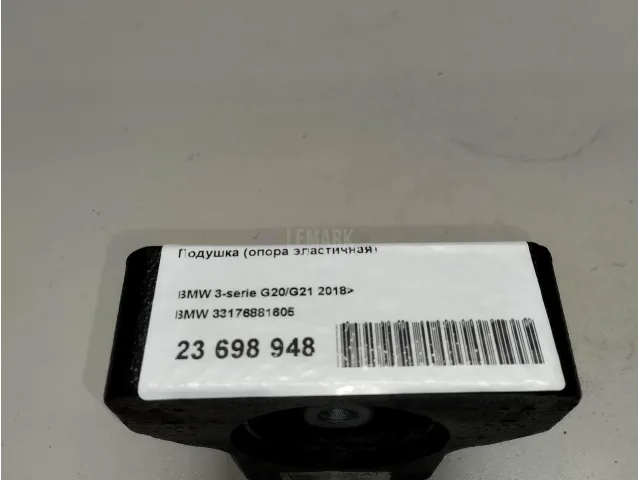 LEMARK
Подушка (опора эластичная)
BMW 3-serie G20/G21 2018>
BMW 33176881605
23 698 948